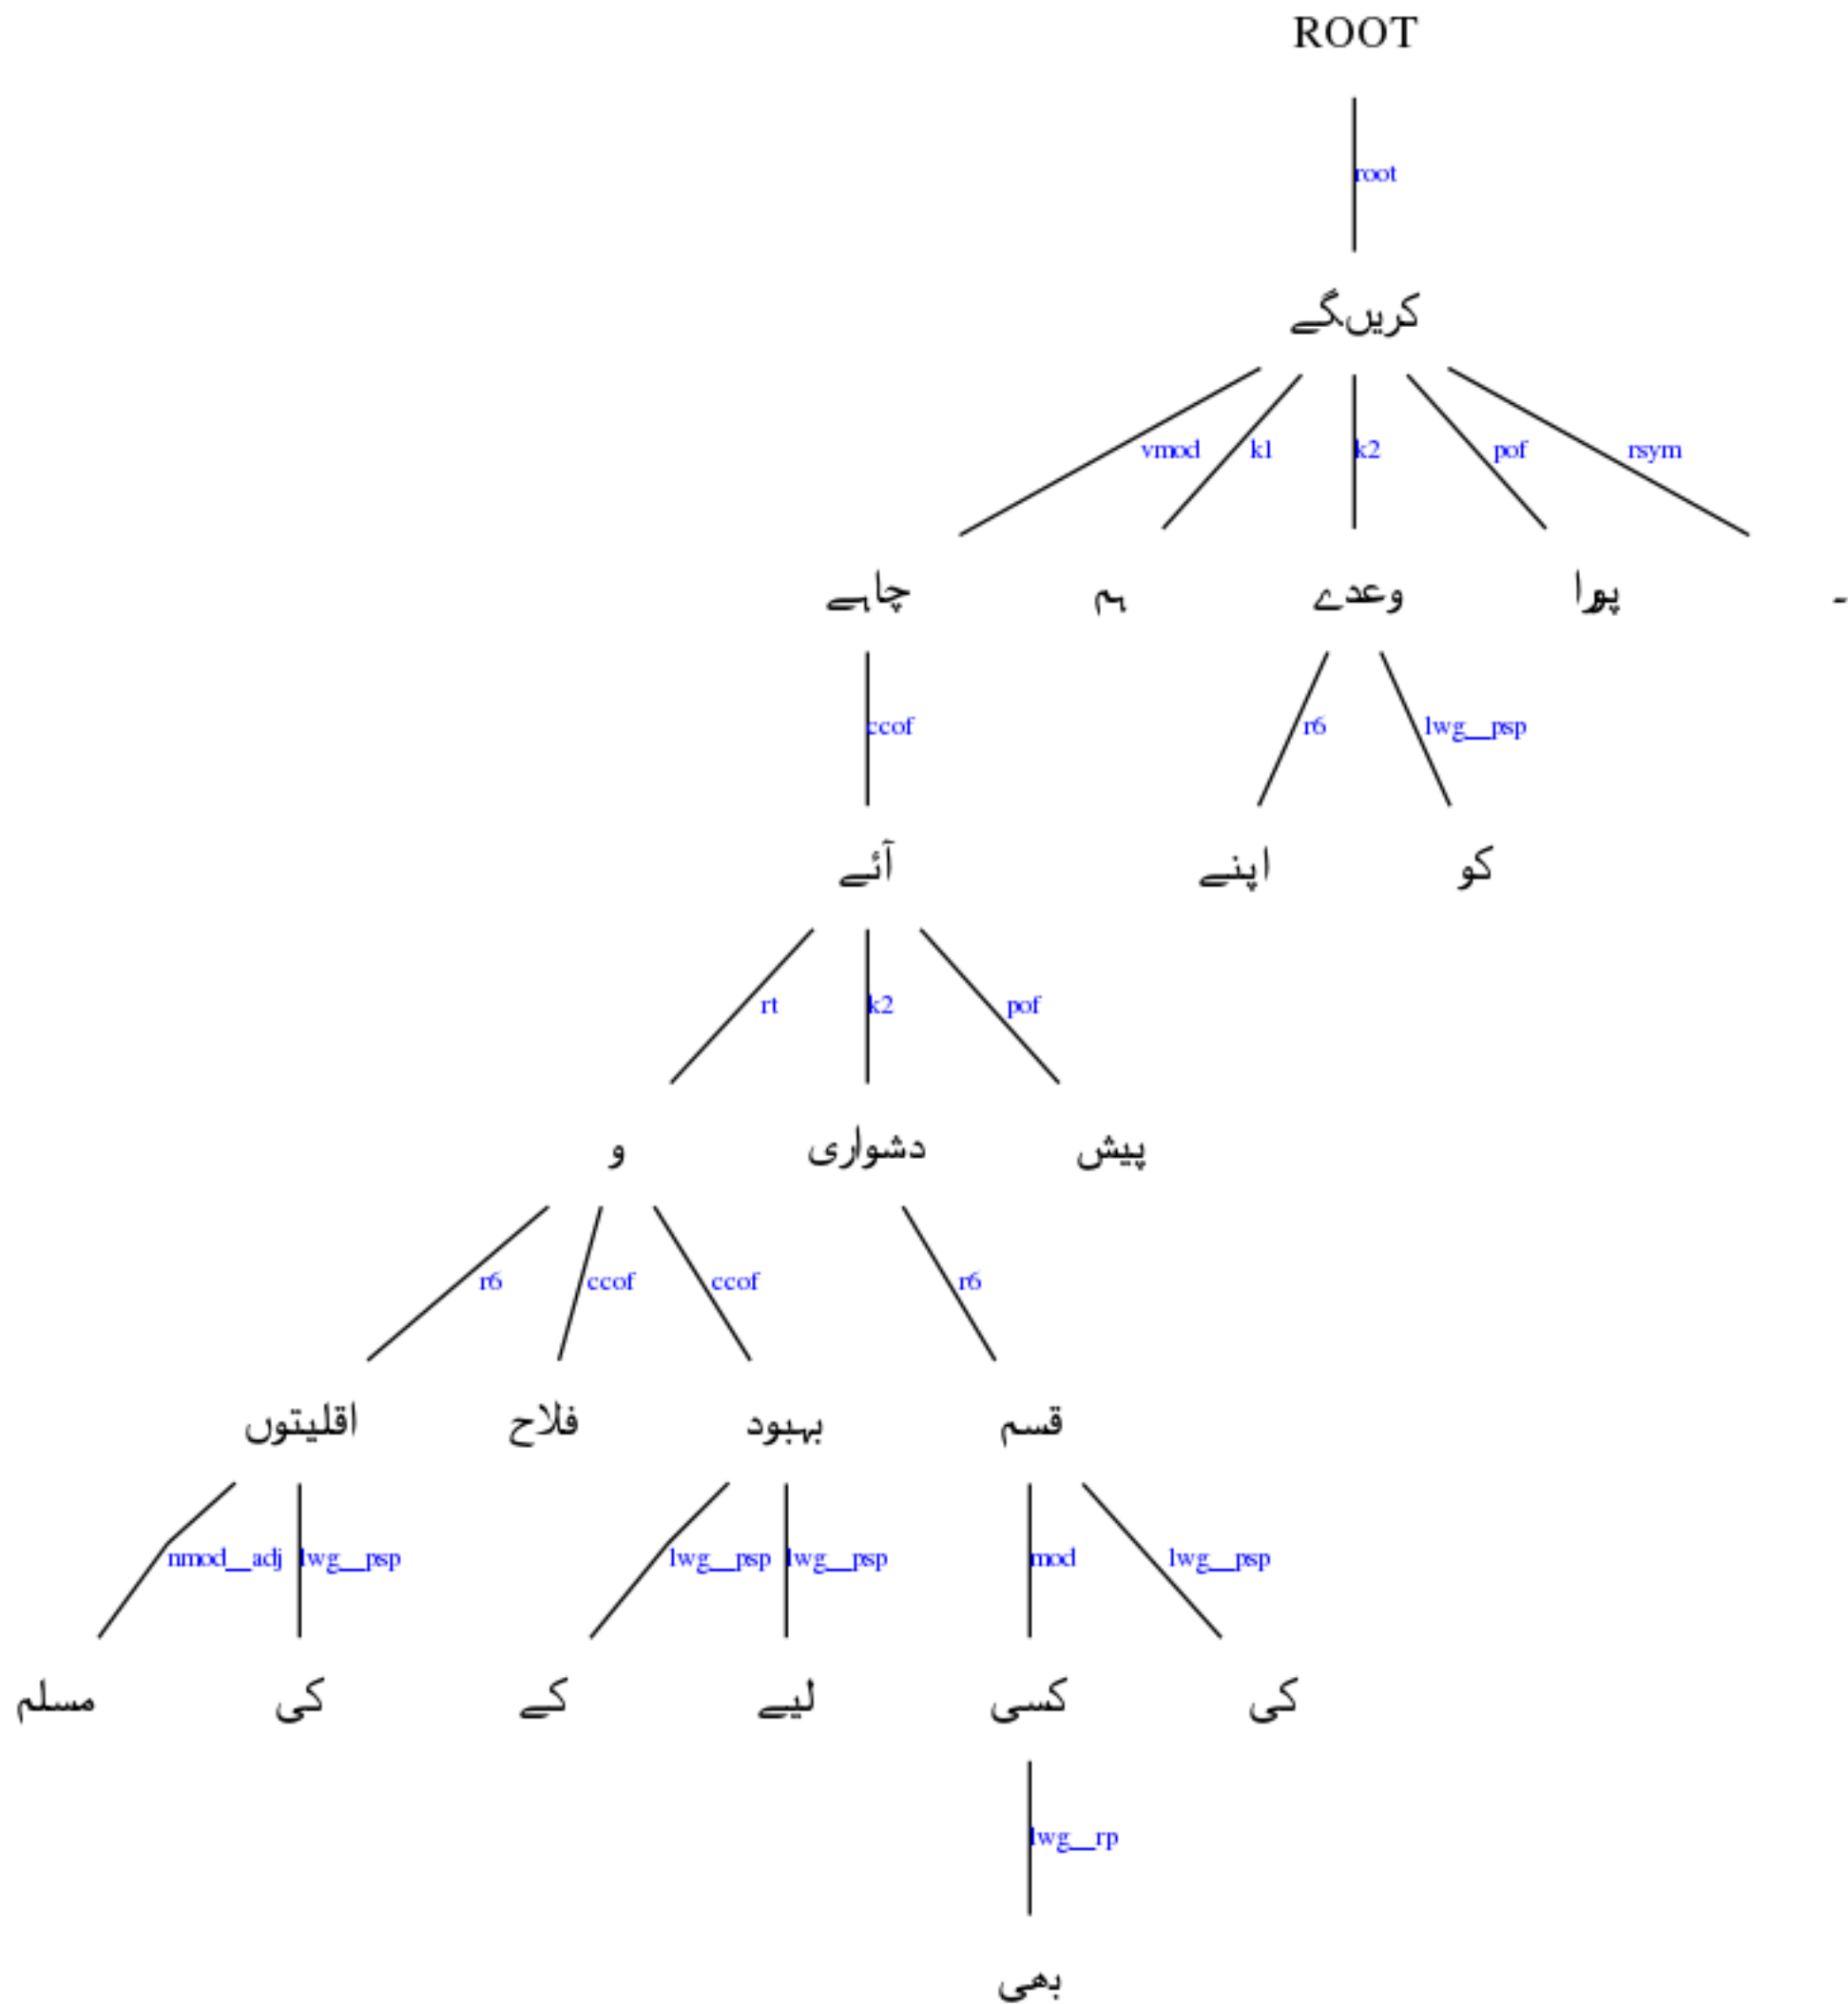 ROOT
root
کریں‌گے
vmod k1 k2 pof rsym
چاہے ہم وعدے پورا ۔
ccof r6 lwg__psp
آئے اپنے کو
rt k2 pof
و دشواری پیش
r6 ccof ccof r6
اقلیتوں فلاح بہبود قسم
nmod__adj lwg__psp lwg__psp lwg__psp mod lwg__psp
مسلم کی کے لیے کسی کی
lwg__rp
بھی